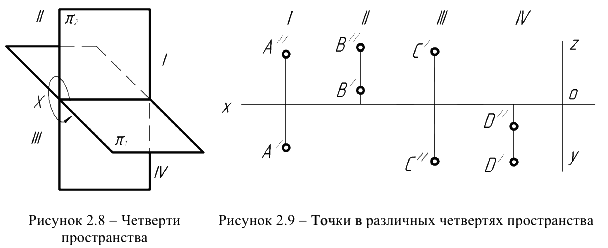 II
π₂
I
X
III
π₁
IV
I II III IV
A''
B''
C'
z
B'
x
o
D''
A'
C''
D'
y
Рисунок 2.8 – Четверти
пространства
Рисунок 2.9 – Точки в различных четвертях пространства